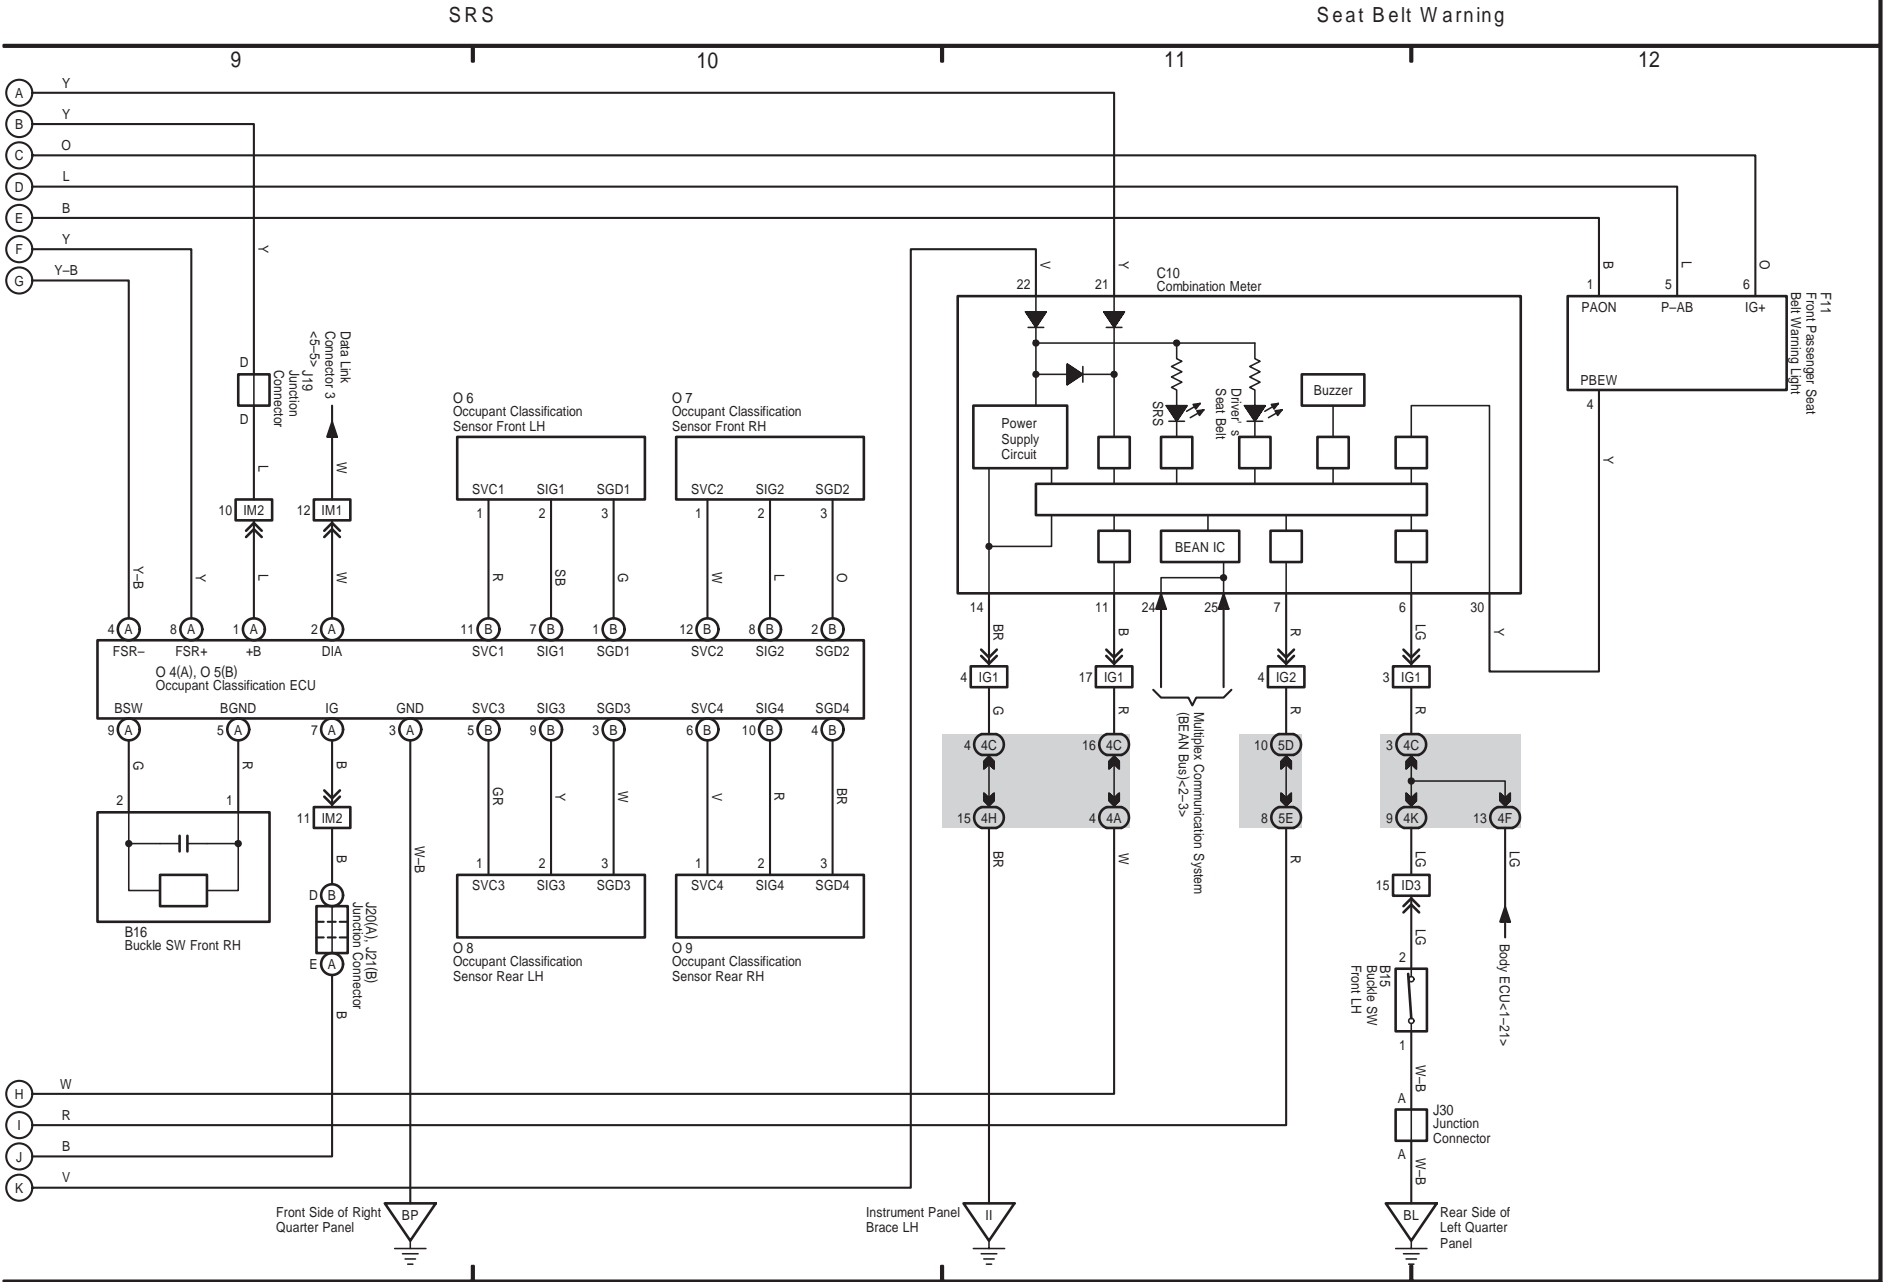 SRS
Seat Belt Warning
9
10
11
12
A
Y
B
Y
C
O
D
L
E
B
F
Y
G
Y–B
Y
D
J19
Junction
Connector
D
L
10 IM2
L
Data Link
Connector 3
<5–5>
W
12 IM1
W
Y–B
Y
4 A
8 A
1 A
2 A
11 B
7 B
1 B
12 B
8 B
2 B
FSR–
FSR+
+B
DIA
SVC1
SIG1
SGD1
SVC2
SIG2
SGD2
O 4(A), O 5(B)
Occupant Classification ECU
BSW
BGND
IG
GND
SVC3
SIG3
SGD3
SVC4
SIG4
SGD4
9 A
5 A
7 A
3 A
5 B
9 B
3 B
6 B
10 B
4 B
O 6
Occupant Classification
Sensor Front LH
SVC1
SIG1
SGD1
1
2
3
R
SB
G
O 7
Occupant Classification
Sensor Front RH
SVC2
SIG2
SGD2
1
2
3
W
L
O
G
R
2
1
B16
Buckle SW Front RH
B
11 IM2
B
D B
J20(A), J21(B)
Junction Connector
E A
B
W–B
GR
Y
W
1
2
3
SVC3
SIG3
SGD3
O 8
Occupant Classification
Sensor Rear LH
V
R
BR
1
2
3
SVC4
SIG4
SGD4
O 9
Occupant Classification
Sensor Rear RH
V
Y
22
21
C10
Combination Meter
SRS
Driver's
Seat Belt
Buzzer
Power
Supply
Circuit
BEAN IC
14
11
24
25
7
6
30
BR
B
R
LG
Y
4 IG1
17 IG1
4 IG2
3 IG1
G
R
R
R
4 4C
16 4C
10 5D
3 4C
15 4H
4 4A
8 5E
9 4K
13 4F
BR
W
Multiplex Communication System
(BEAN Bus)<2–3>
R
LG
LG
15 ID3
LG
2
B15
Buckle SW
Front LH
1
Body ECU<1–21>
W–B
A
J30
Junction
Connector
A
W–B
B
L
O
1
5
6
PAON
P–AB
IG+
PBEW
4
Y
F11
Front Passenger Seat
Belt Warning Light
H
W
I
R
J
B
K
V
Front Side of Right
Quarter Panel
BP
Instrument Panel
Brace LH
II
BL
Rear Side of
Left Quarter
Panel